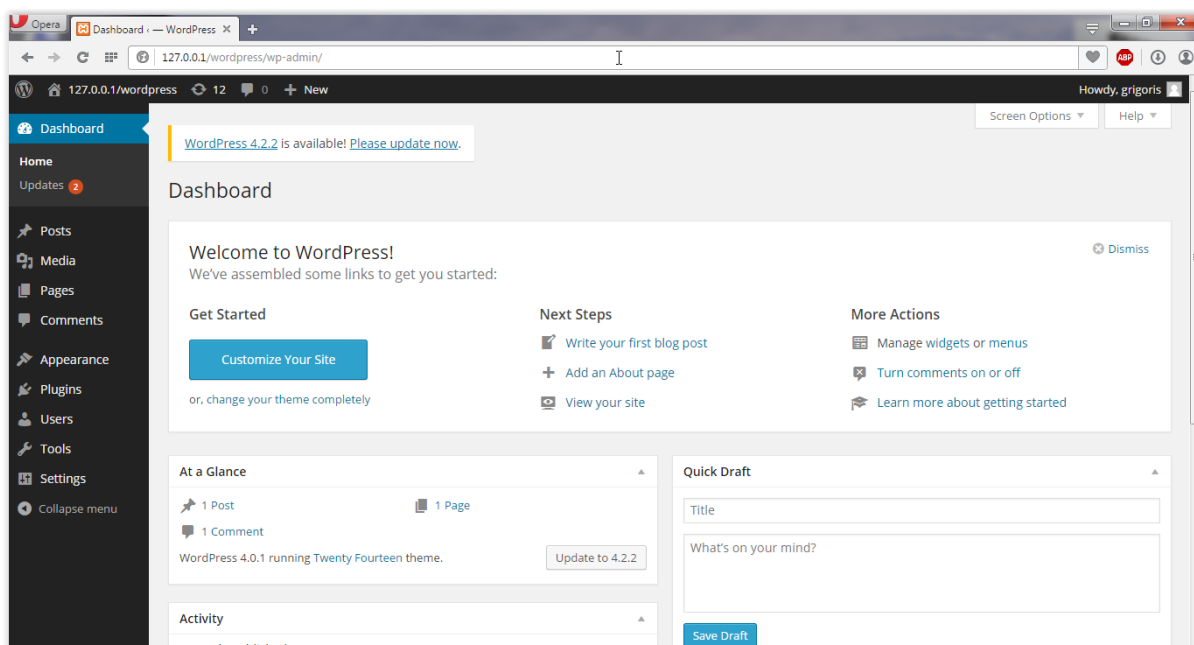 Opera
Dashboard ‹ — WordPress
127.0.0.1/wordpress/wp-admin/
ABP
127.0.0.1/wordpress 12 0 New
Howdy, grigoris
Dashboard
Home
Updates 2
Posts
Media
Pages
Comments
Appearance
Plugins
Users
Tools
Settings
Collapse menu
Screen Options
Help
WordPress 4.2.2 is available! Please update now.
Dashboard
Welcome to WordPress!
We've assembled some links to get you started:
Dismiss
Get Started
Customize Your Site
or, change your theme completely
Next Steps
Write your first blog post
Add an About page
View your site
More Actions
Manage widgets or menus
Turn comments on or off
Learn more about getting started
At a Glance
1 Post
1 Page
1 Comment
WordPress 4.0.1 running Twenty Fourteen theme.
Update to 4.2.2
Activity
Quick Draft
Title
What's on your mind?
Save Draft